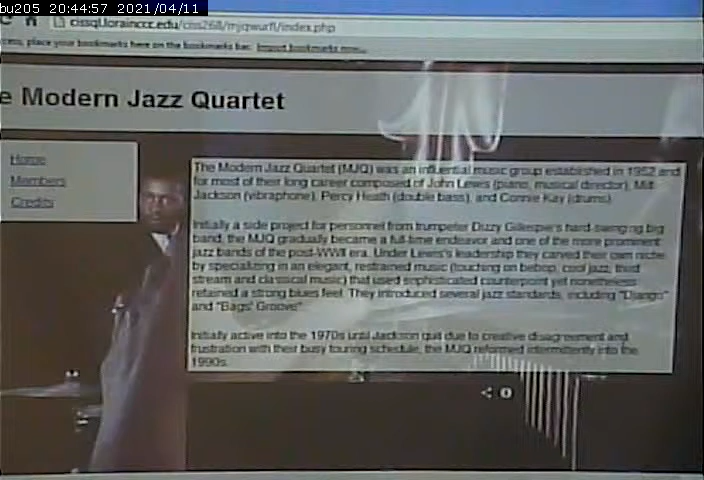 bu205 20:44:57 2021/04/11
cissql.lorainccc.edu/ciss268/mjqwurfl/index.php
place your bookmarks here on the bookmarks bar. Import bookmarks now...
e Modern Jazz Quartet
Home
Members
Credits
The Modern Jazz Quartet (MJQ) was an influential music group established in 1952 and
for most of their long career composed of John Lewis (piano, musical director), Milt
Jackson (vibraphone), Percy Heath (double bass), and Connie Kay (drums).
Initially a side project for trumpeter Dizzy Gillespie's hard-swinging big
band, the MJQ gradually became a full-time endeavor and one of the more prominent
jazz bands of the post-WWII era. Under Lewis's leadership they carved their own niche
by specializing in an elegant, restrained music (touching on bebop, cool jazz, third
stream and classical music) that used sophisticated counterpoint yet nonetheless
retained a strong blues feel. They introduced several jazz standards, including "Django"
and "Bags' Groove".
Initially active into the 1970s until Jackson quit due to creative disagreement and
frustration with their busy touring schedule, the MJQ reformed intermittently into the
1990s.